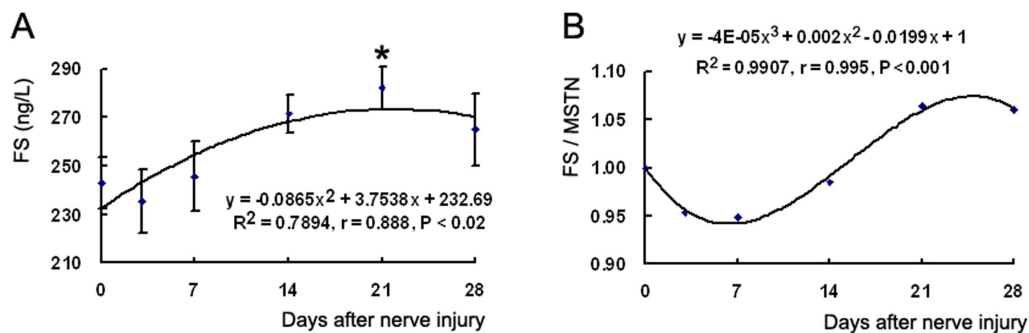 A
*
290
270
250
230
210
FS (ng/L)
y = -0.0865x² + 3.7538x + 232.69
R² = 0.7894, r = 0.888, P < 0.02
0 7 14 21 28
Days after nerve injury
B
y = -4E-05x³ + 0.002x² - 0.0199x + 1
R² = 0.9907, r = 0.995, P < 0.001
1.10
1.05
1.00
0.95
0.90
FS / MSTN
0 7 14 21 28
Days after nerve injury